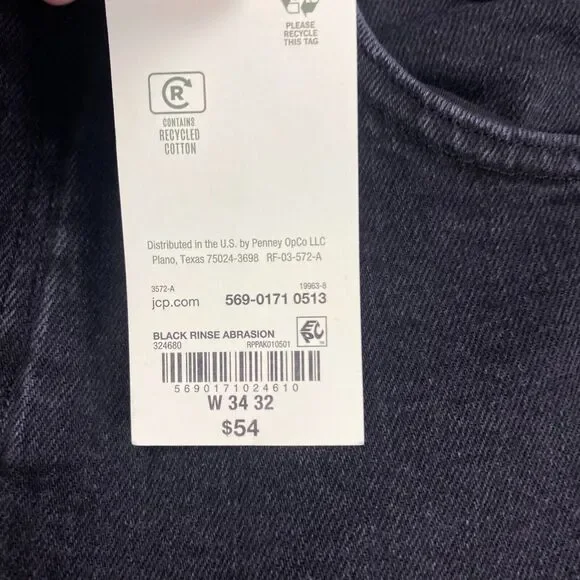 PLEASE
RECYCLE
THIS TAG
R
CONTAINS
RECYCLED
COTTON
Distributed in the U.S. by Penney OpCo LLC
Plano, Texas 75024-3698 RF-03-572-A
3572-A 19963-8
jcp.com 569-0171 0513
BLACK RINSE ABRASION EPC™
324680 RPPAK010501
5690171024610
W 34 32
$54